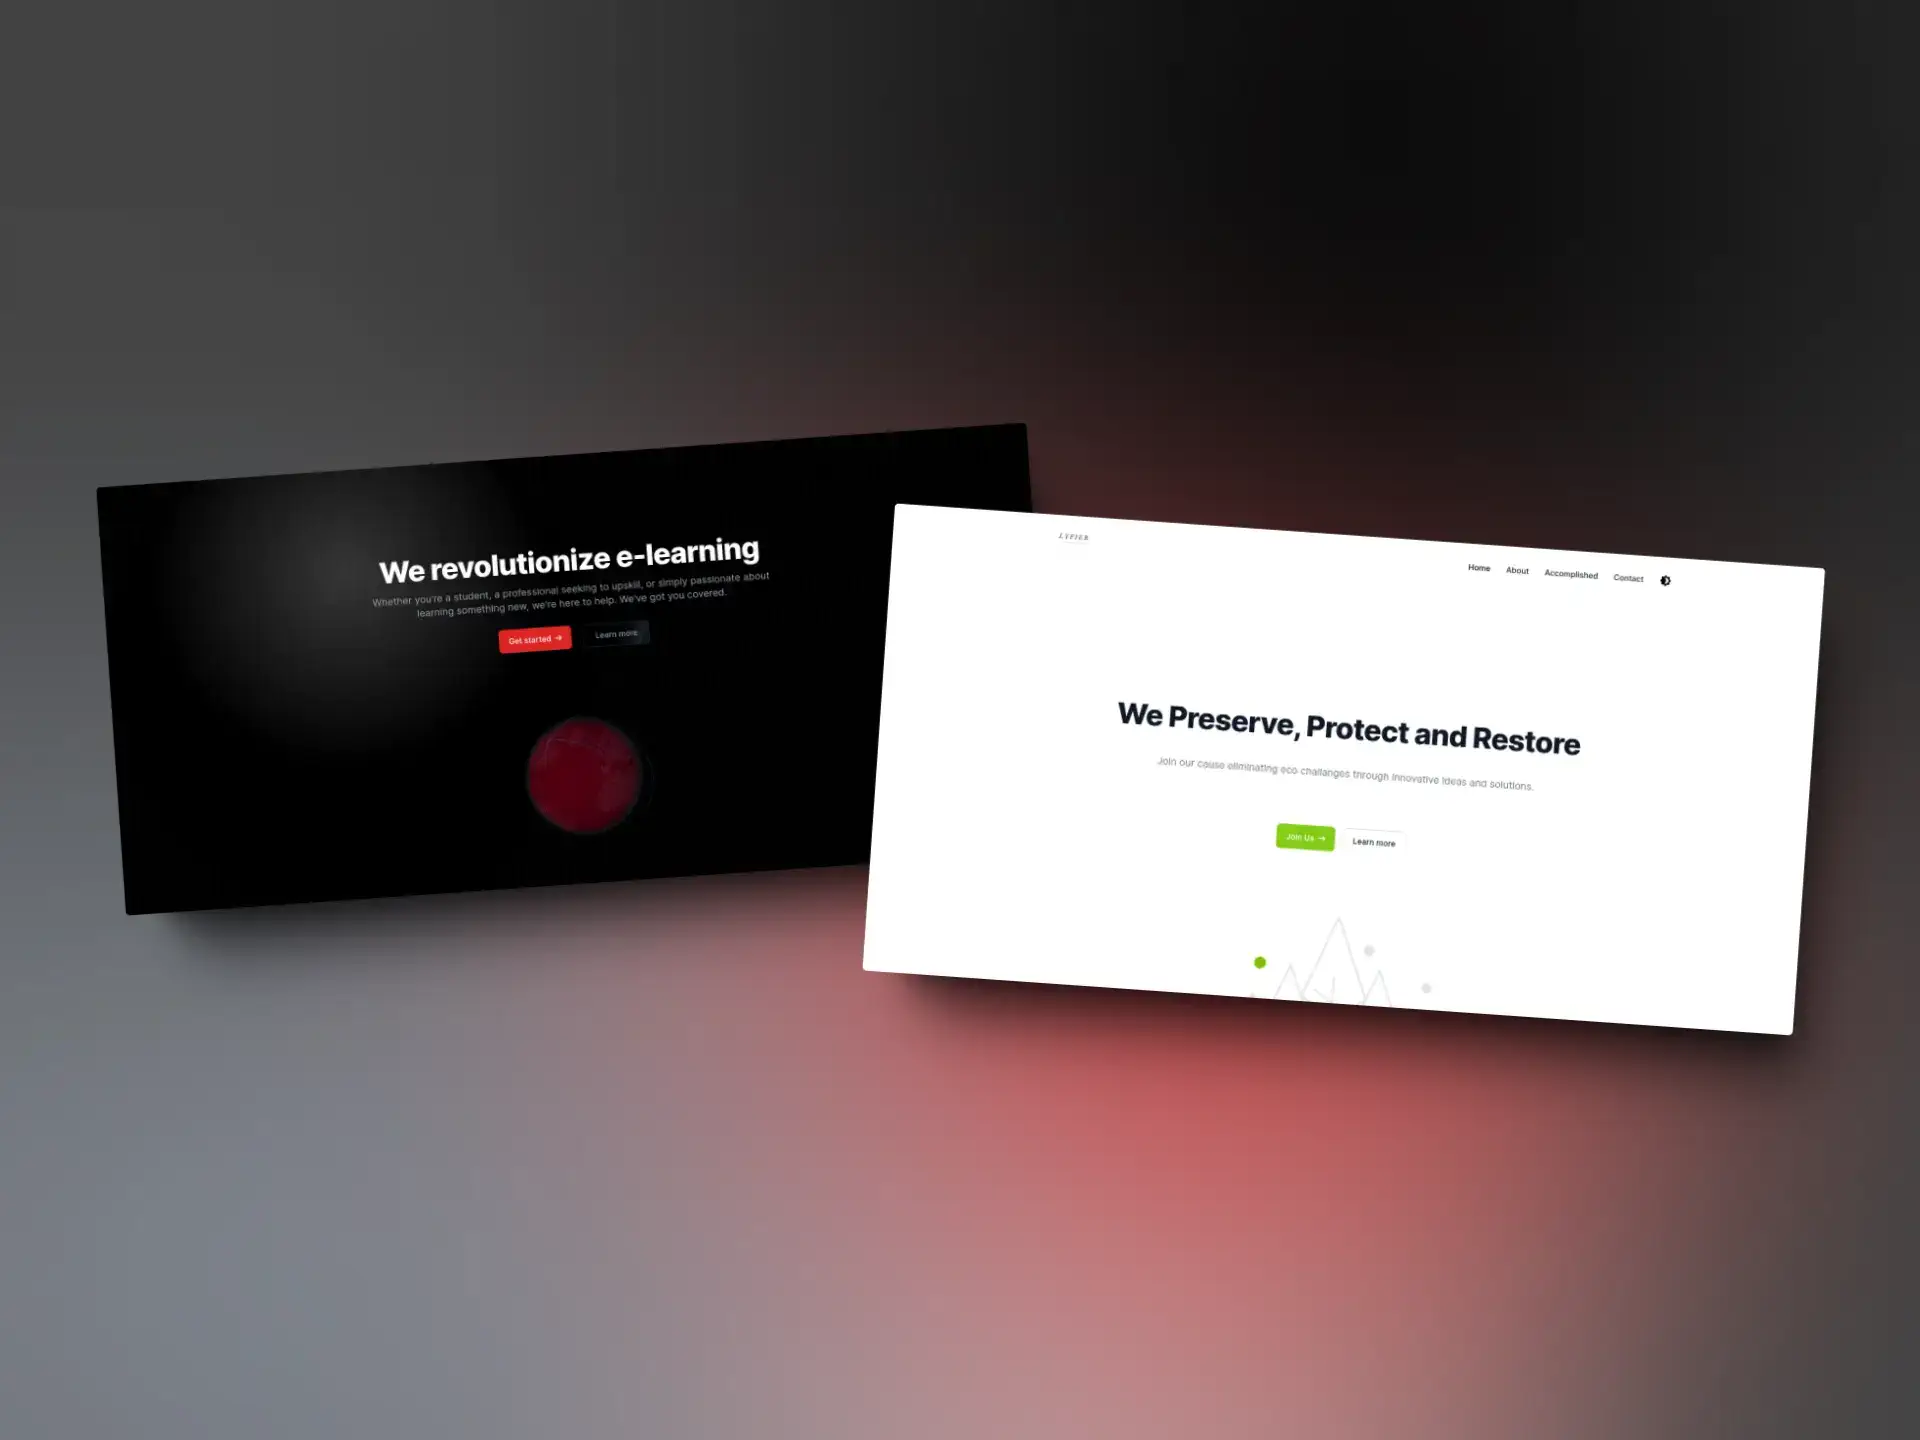 We revolutionize e-learning
Whether you're a student, a professional seeking to upskill, or simply passionate about
learning something new, we're here to help. We've got you covered.
Get started →
Learn more
LYFIER
Home
About
Accomplished
Contact
We Preserve, Protect and Restore
Join our cause eliminating eco-challanges through innovative ideas and solutions.
Join Us →
Learn more